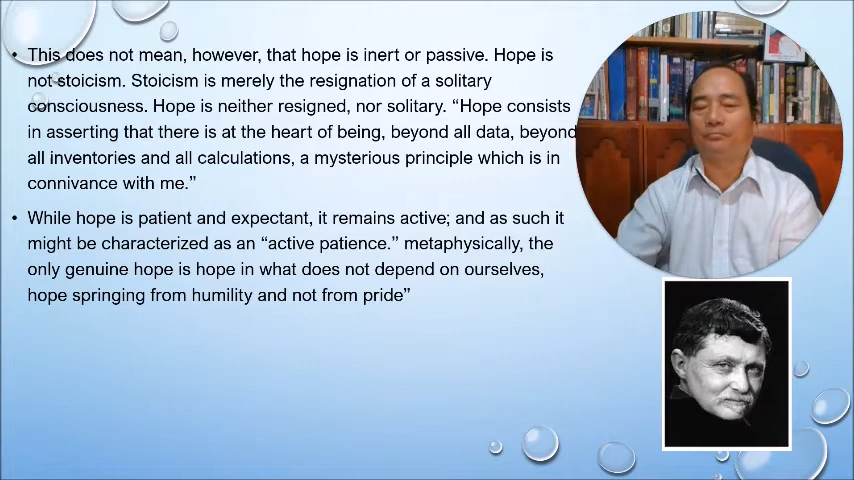 • This does not mean, however, that hope is inert or passive. Hope is
not stoicism. Stoicism is merely the resignation of a solitary
consciousness. Hope is neither resigned, nor solitary. “Hope consists
in asserting that there is at the heart of being, beyond all data, beyond
all inventories and all calculations, a mysterious principle which is in
connivance with me.”
• While hope is patient and expectant, it remains active; and as such it
might be characterized as an “active patience.” metaphysically, the
only genuine hope is hope in what does not depend on ourselves,
hope springing from humility and not from pride”